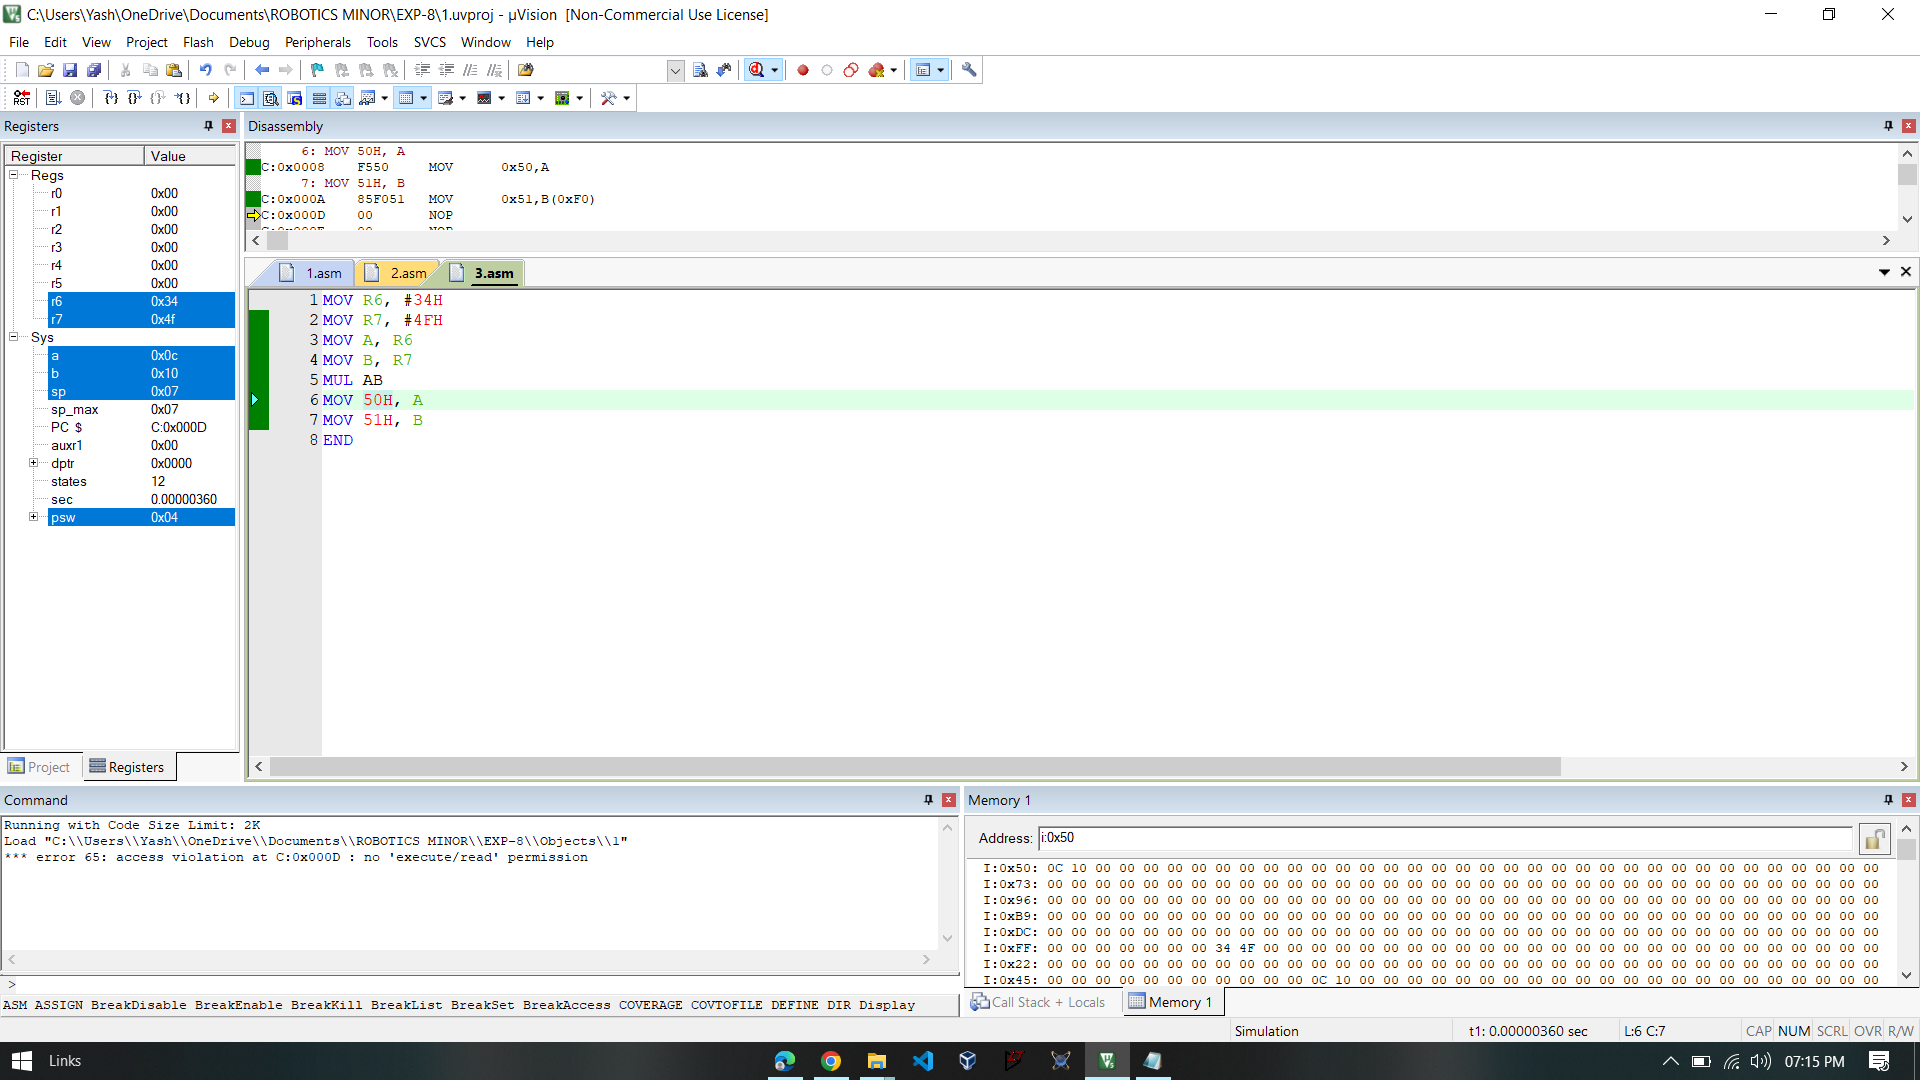 C:\Users\Yash\OneDrive\Documents\ROBOTICS MINOR\EXP-8\1.uvproj - µVision  [Non-Commercial Use License]
File Edit View Project Flash Debug Peripherals Tools SVCS Window Help
Registers
Register Value
Regs
r0 0x00
r1 0x00
r2 0x00
r3 0x00
r4 0x00
r5 0x00
r6 0x34
r7 0x4f
Sys
a 0x0c
b 0x10
sp 0x07
sp_max 0x07
PC $ C:0x000D
auxr1 0x00
dptr 0x0000
states 12
sec 0.00000360
psw 0x04
Project Registers
Disassembly
6: MOV 50H, A
C:0x0008 F550 MOV 0x50,A
7: MOV 51H, B
C:0x000A 85F051 MOV 0x51,B(0xF0)
C:0x000D 00 NOP
1.asm 2.asm 3.asm
1 MOV R6, #34H
2 MOV R7, #4FH
3 MOV A, R6
4 MOV B, R7
5 MUL AB
6 MOV 50H, A
7 MOV 51H, B
8 END
Command
Running with Code Size Limit: 2K
Load "C:\\Users\\Yash\\OneDrive\\Documents\\ROBOTICS MINOR\\EXP-8\\Objects\\1"
*** error 65: access violation at C:0x000D : no 'execute/read' permission
>
ASM ASSIGN BreakDisable BreakEnable BreakKill BreakList BreakSet BreakAccess COVERAGE COVTOFILE DEFINE DIR Display
Memory 1
Address: i:0x50
I:0x50: 0C 10 00 00 00 00 00 00 00 00 00 00 00 00 00 00 00 00 00 00 00 00 00 00 00 00 00 00 00 00 00 00 00 00 00
I:0x73: 00 00 00 00 00 00 00 00 00 00 00 00 00 00 00 00 00 00 00 00 00 00 00 00 00 00 00 00 00 00 00 00 00 00 00
I:0x96: 00 00 00 00 00 00 00 00 00 00 00 00 00 00 00 00 00 00 00 00 00 00 00 00 00 00 00 00 00 00 00 00 00 00 00
I:0xB9: 00 00 00 00 00 00 00 00 00 00 00 00 00 00 00 00 00 00 00 00 00 00 00 00 00 00 00 00 00 00 00 00 00 00 00
I:0xDC: 00 00 00 00 00 00 00 00 00 00 00 00 00 00 00 00 00 00 00 00 00 00 00 00 00 00 00 00 00 00 00 00 00 00 00
I:0xFF: 00 00 00 00 00 00 00 34 4F 00 00 00 00 00 00 00 00 00 00 00 00 00 00 00 00 00 00 00 00 00 00 00 00 00 00
I:0x22: 00 00 00 00 00 00 00 00 00 00 00 00 00 00 00 00 00 00 00 00 00 00 00 00 00 00 00 00 00 00 00 00 00 00 00
I:0x45: 00 00 00 00 00 00 00 00 00 00 00 0C 10 00 00 00 00 00 00 00 00 00 00 00 00 00 00 00 00 00 00 00 00 00 00
Call Stack + Locals Memory 1
Simulation t1: 0.00000360 sec L:6 C:7 CAP NUM SCRL OVR R/W
Links 07:15 PM